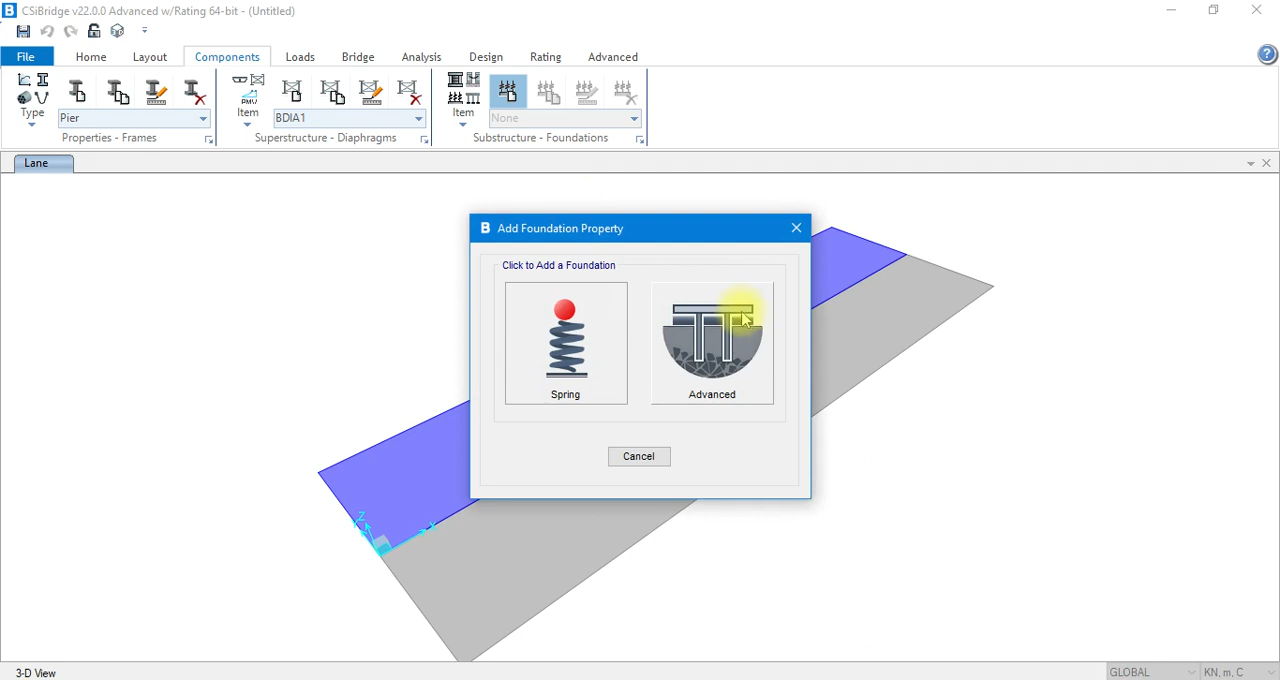 B CSiBridge v22.0.0 Advanced w/Rating 64-bit - (Untitled)
File Home Layout Components Loads Bridge Analysis Design Rating Advanced ?
Type
Pier
Properties - Frames
PMV
Item
BDIA1
Superstructure - Diaphragms
Item
None
Substructure - Foundations
Lane
B Add Foundation Property
Click to Add a Foundation
Spring
Advanced
Cancel
Z
Y
X
3-D View
GLOBAL
KN, m, C